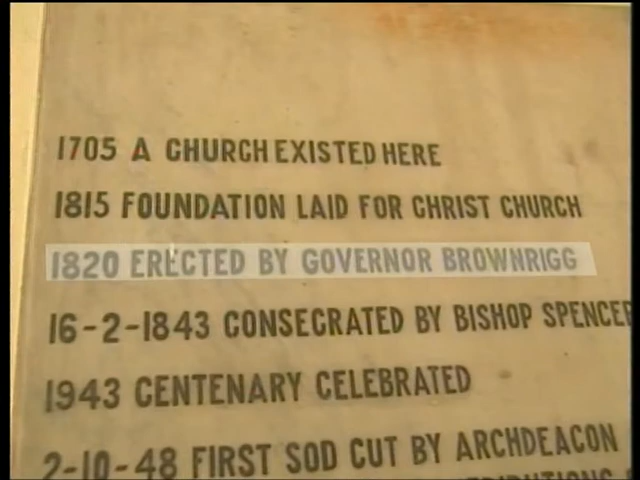 1705 A CHURCH EXISTED HERE
1815 FOUNDATION LAID FOR CHRIST CHURCH
1820 ERECTED BY GOVERNOR BROWNRIGG
16-2-1843 CONSECRATED BY BISHOP SPENCER
1943 CENTENARY CELEBRATED
2-10-48 FIRST SOD CUT BY ARCHDEACON